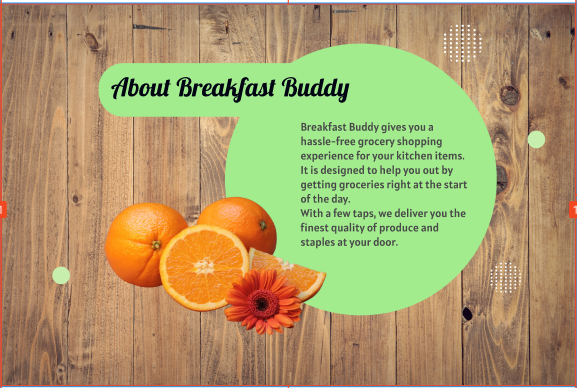 About Breakfast Buddy
Breakfast Buddy gives you a
hassle-free grocery shopping
experience for your kitchen items.
It is designed to help you out by
getting groceries right at the start
of the day.
With a few taps, we deliver you the
finest quality of produce and
staples at your door.